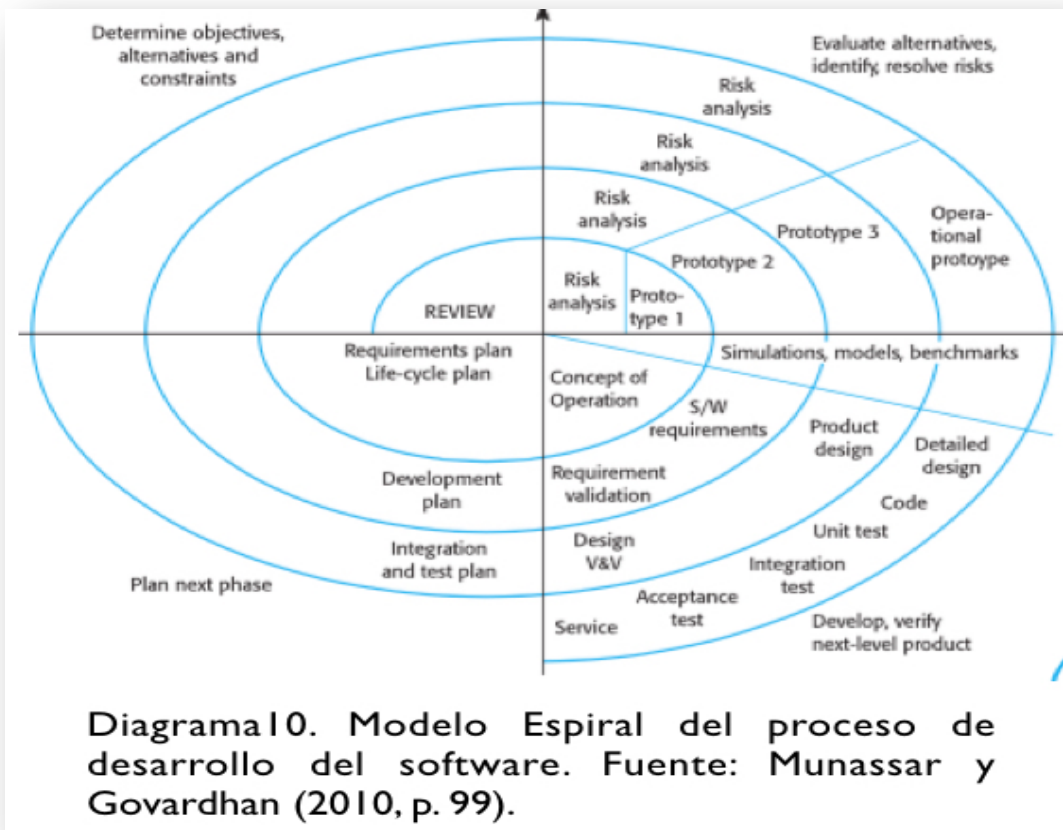 Determine objectives,
alternatives and
constraints
Evaluate alternatives,
identify, resolve risks
Risk
analysis
Risk
analysis
Risk
analysis
Risk
analysis
Proto-
type 1
Prototype 2
Prototype 3
Opera-
tional
protoype
REVIEW
Requirements plan
Life-cycle plan
Simulations, models, benchmarks
Concept of
Operation
S/W
requirements
Product
design
Detailed
design
Development
plan
Requirement
validation
Code
Unit test
Integration
and test plan
Design
V&V
Integration
test
Plan next phase
Acceptance
test
Service
Develop, verify
next-level product
Diagrama10. Modelo Espiral del proceso de
desarrollo del software. Fuente: Munassar y
Govardhan (2010, p. 99).